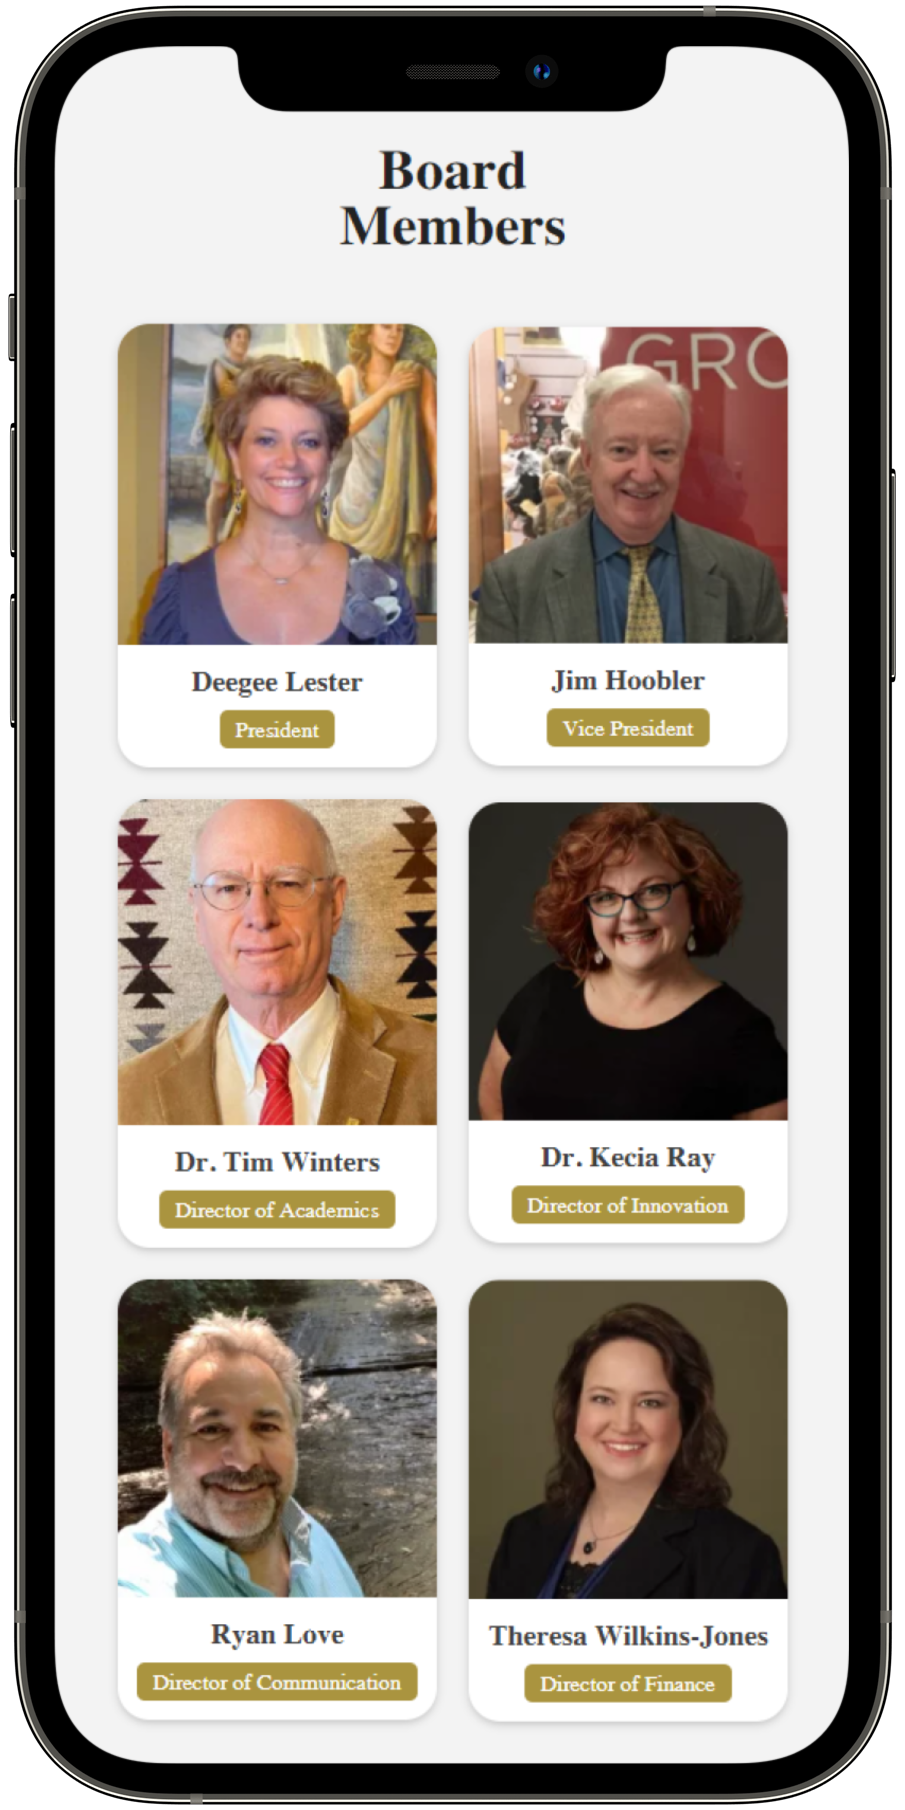 Board
Members
GRO
Deegee Lester
President
Jim Hoobler
Vice President
Dr. Tim Winters
Director of Academics
Dr. Kecia Ray
Director of Innovation
Ryan Love
Director of Communication
Theresa Wilkins-Jones
Director of Finance